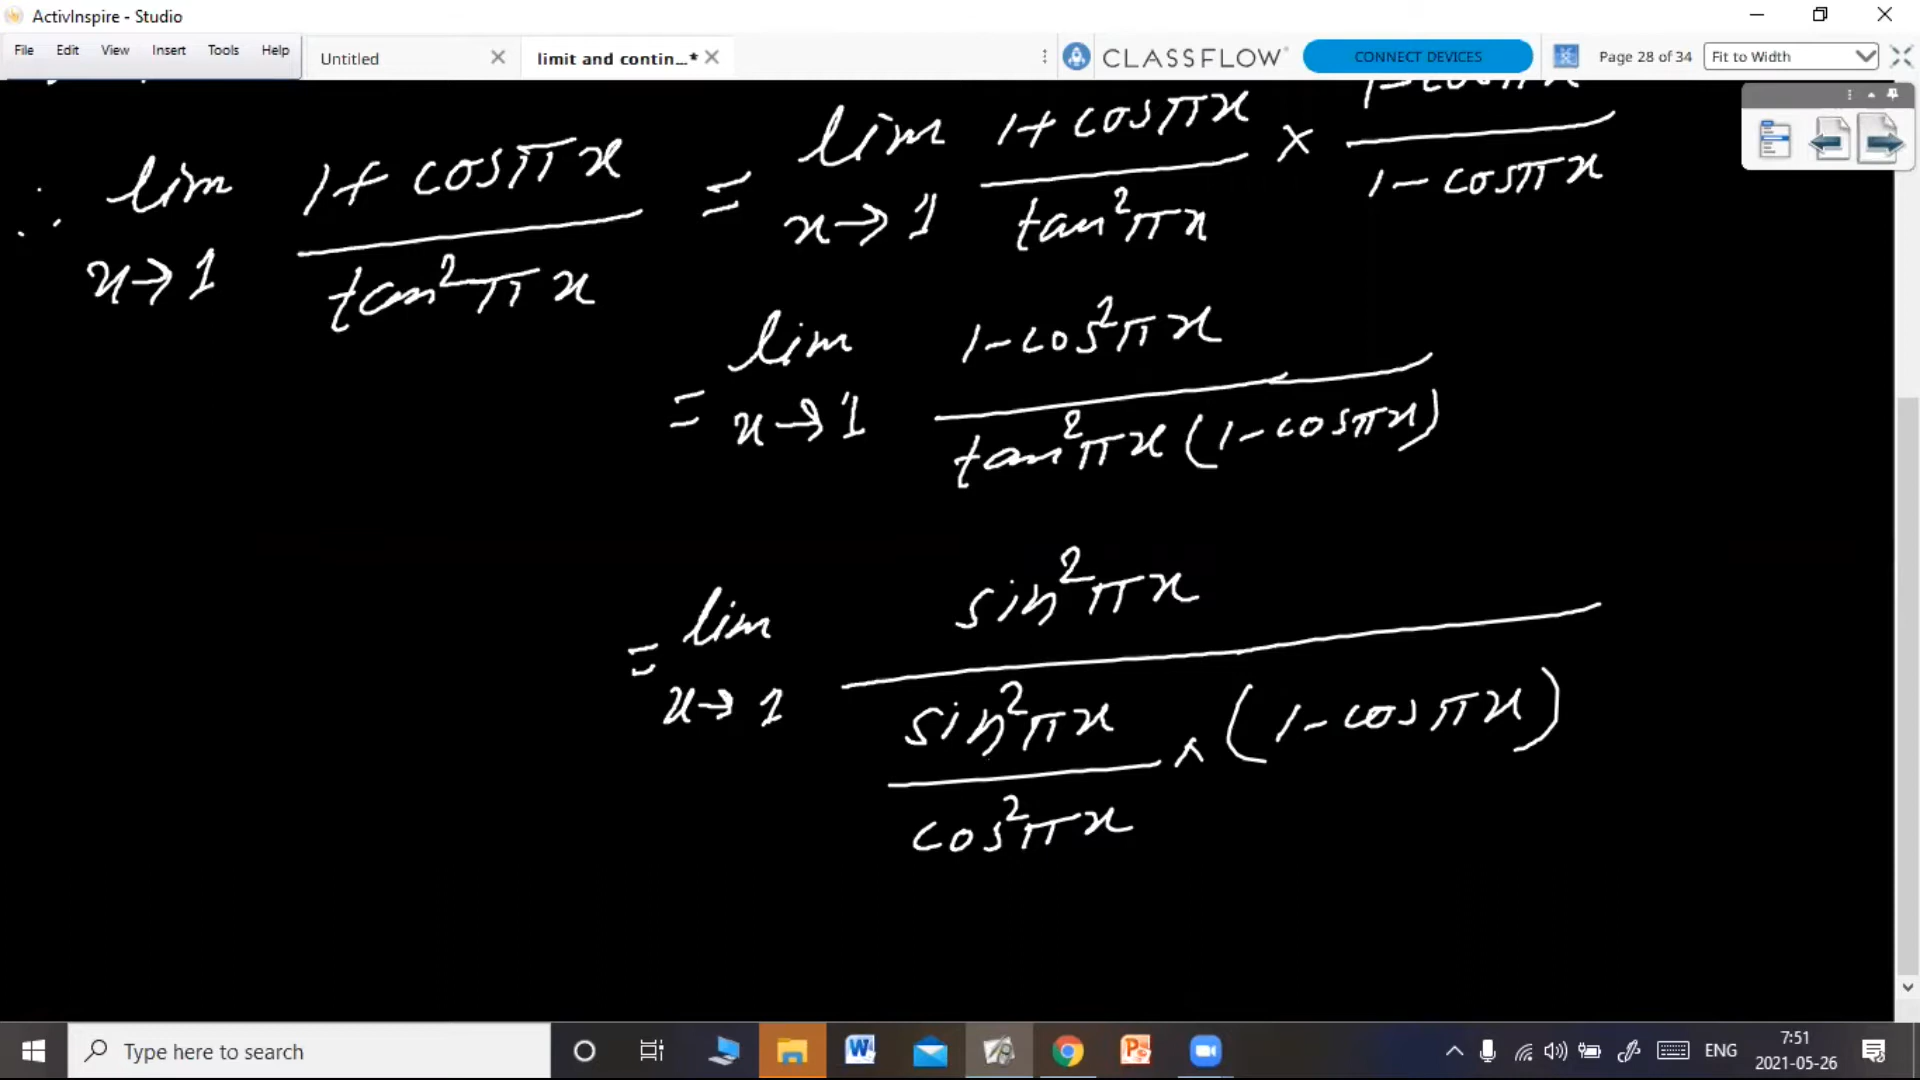 ActivInspire - Studio
File Edit View Insert Tools Help
Untitled
limit and contin...*
CLASSFLOW
CONNECT DEVICES
Page 28 of 34
Fit to Width
∴ lim x→1 (1+cosπx)/(tan²πx) = lim x→1 (1+cosπx)/(tan²πx) × (1-cosπx)/(1-cosπx)
= lim x→1 (1-cos²πx)/(tan²πx(1-cosπx))
= lim x→1 (sin²πx)/((sin²πx)/(cos²πx) × (1-cosπx))
Type here to search
ENG
7:51
2021-05-26